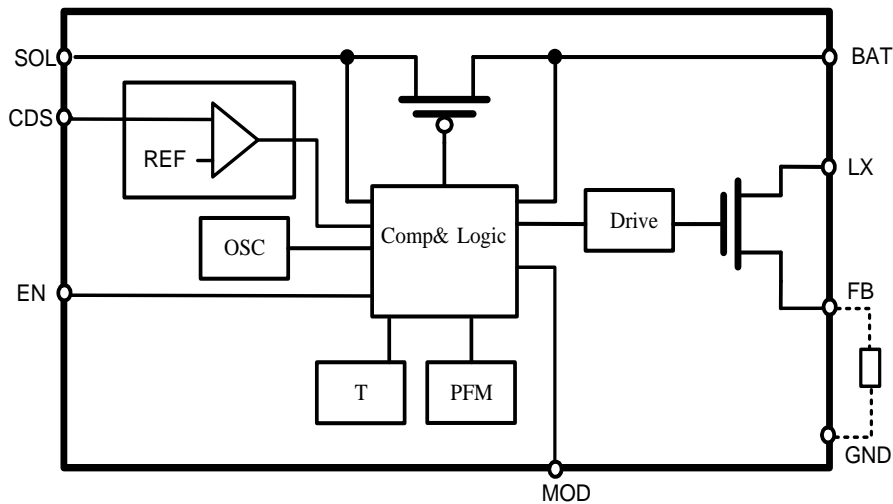 SOL
BAT
CDS
REF
LX
Comp& Logic
Drive
OSC
EN
FB
T
PFM
GND
MOD